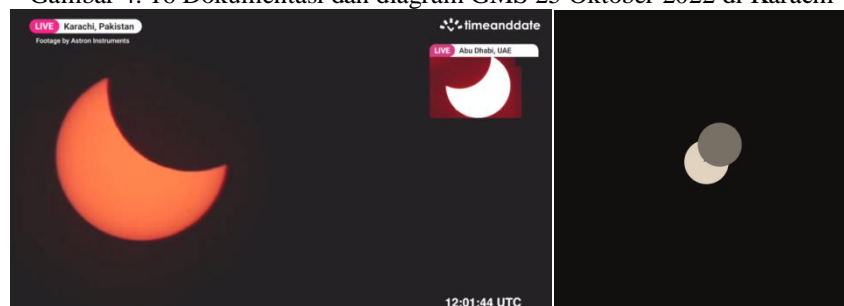 Gambar 4. 16 Dokumentasi dan diagram GMS 25 Oktober 2022 di Karachi
LIVE Karachi, Pakistan
Footage by Astron Instruments
timeanddate
LIVE Abu Dhabi, UAE
12:01:44 UTC